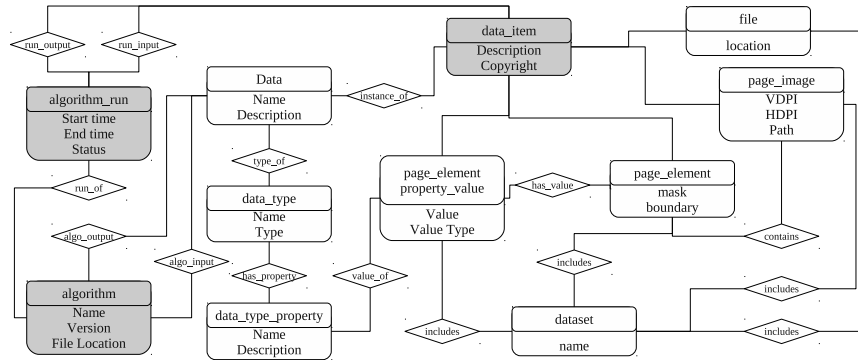 run_output
run_input
data_item
Description
Copyright
file
location
algorithm_run
Start time
End time
Status
Data
Name
Description
instance_of
page_image
VDPI
HDPI
Path
type_of
run_of
data_type
Name
Type
page_element
property_value
Value
Value Type
has_value
page_element
mask
boundary
algo_output
contains
algo_input
has_property
value_of
includes
algorithm
Name
Version
File Location
data_type_property
Name
Description
includes
dataset
name
includes
includes